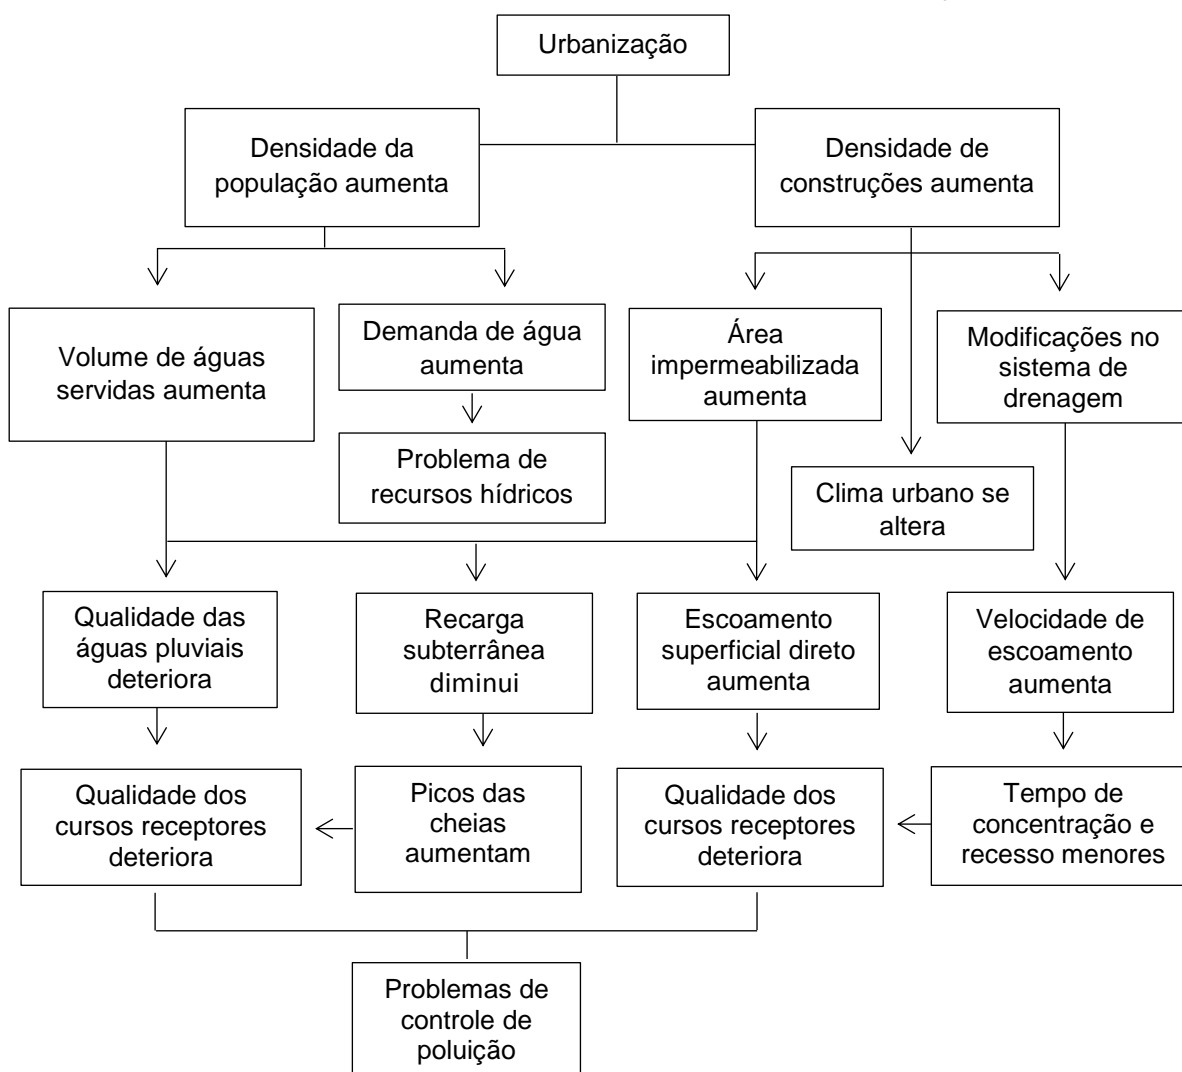 Urbanização
Densidade da
população aumenta
Densidade de
construções aumenta
Volume de águas
servidas aumenta
Demanda de água
aumenta
Área
impermeabilizada
aumenta
Modificações no
sistema de
drenagem
Problema de
recursos hídricos
Clima urbano se
altera
Qualidade das
águas pluviais
deteriora
Recarga
subterrânea
diminui
Escoamento
superficial direto
aumenta
Velocidade de
escoamento
aumenta
Qualidade dos
cursos receptores
deteriora
Picos das
cheias
aumentam
Qualidade dos
cursos receptores
deteriora
Tempo de
concentração e
recesso menores
Problemas de
controle de
poluição